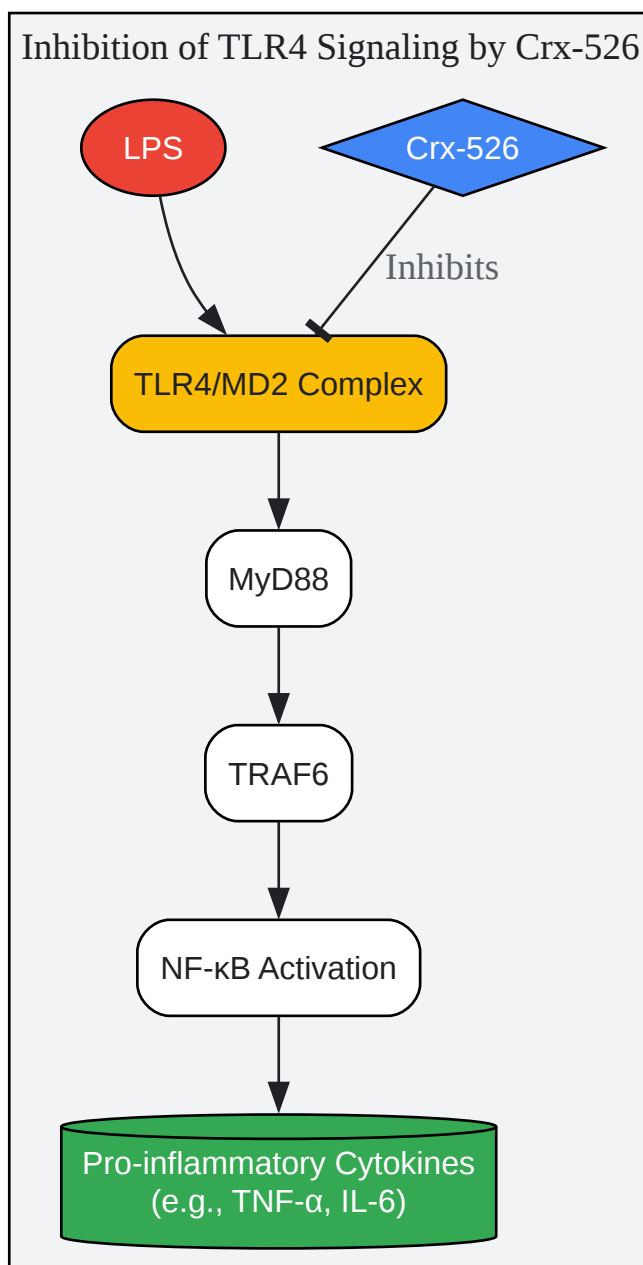 Inhibition of TLR4 Signaling by Crx-526
LPS
Crx-526
Inhibits
TLR4/MD2 Complex
MyD88
TRAF6
NF-κB Activation
Pro-inflammatory Cytokines
(e.g., TNF-α, IL-6)